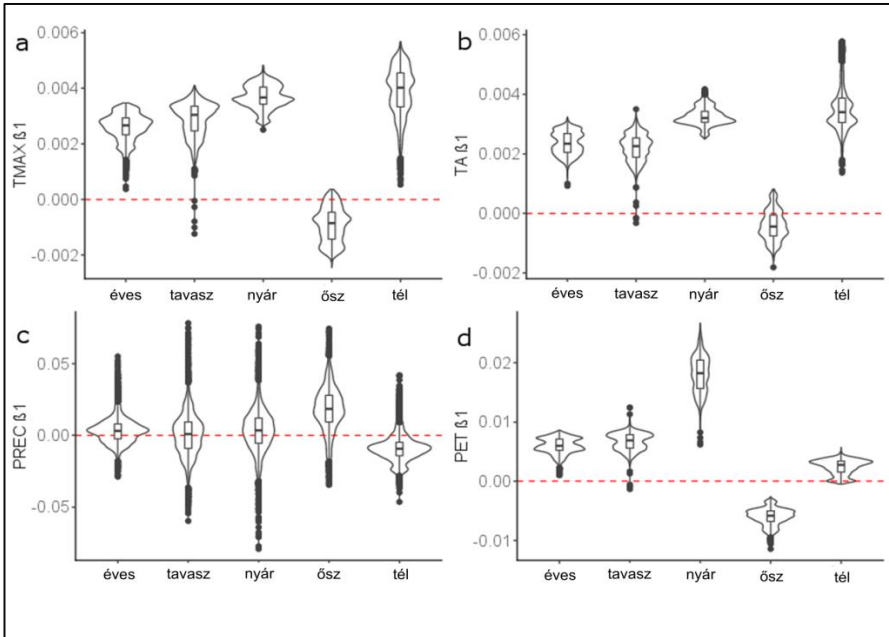 a
0.006
0.004
0.002
0.000
-0.002
TMAX ß1
éves tavasz nyár ősz tél
b
0.006
0.004
0.002
0.000
-0.002
TA ß1
éves tavasz nyár ősz tél
c
0.05
0.00
-0.05
PREC ß1
éves tavasz nyár ősz tél
d
0.02
0.01
0.00
-0.01
PET ß1
éves tavasz nyár ősz tél